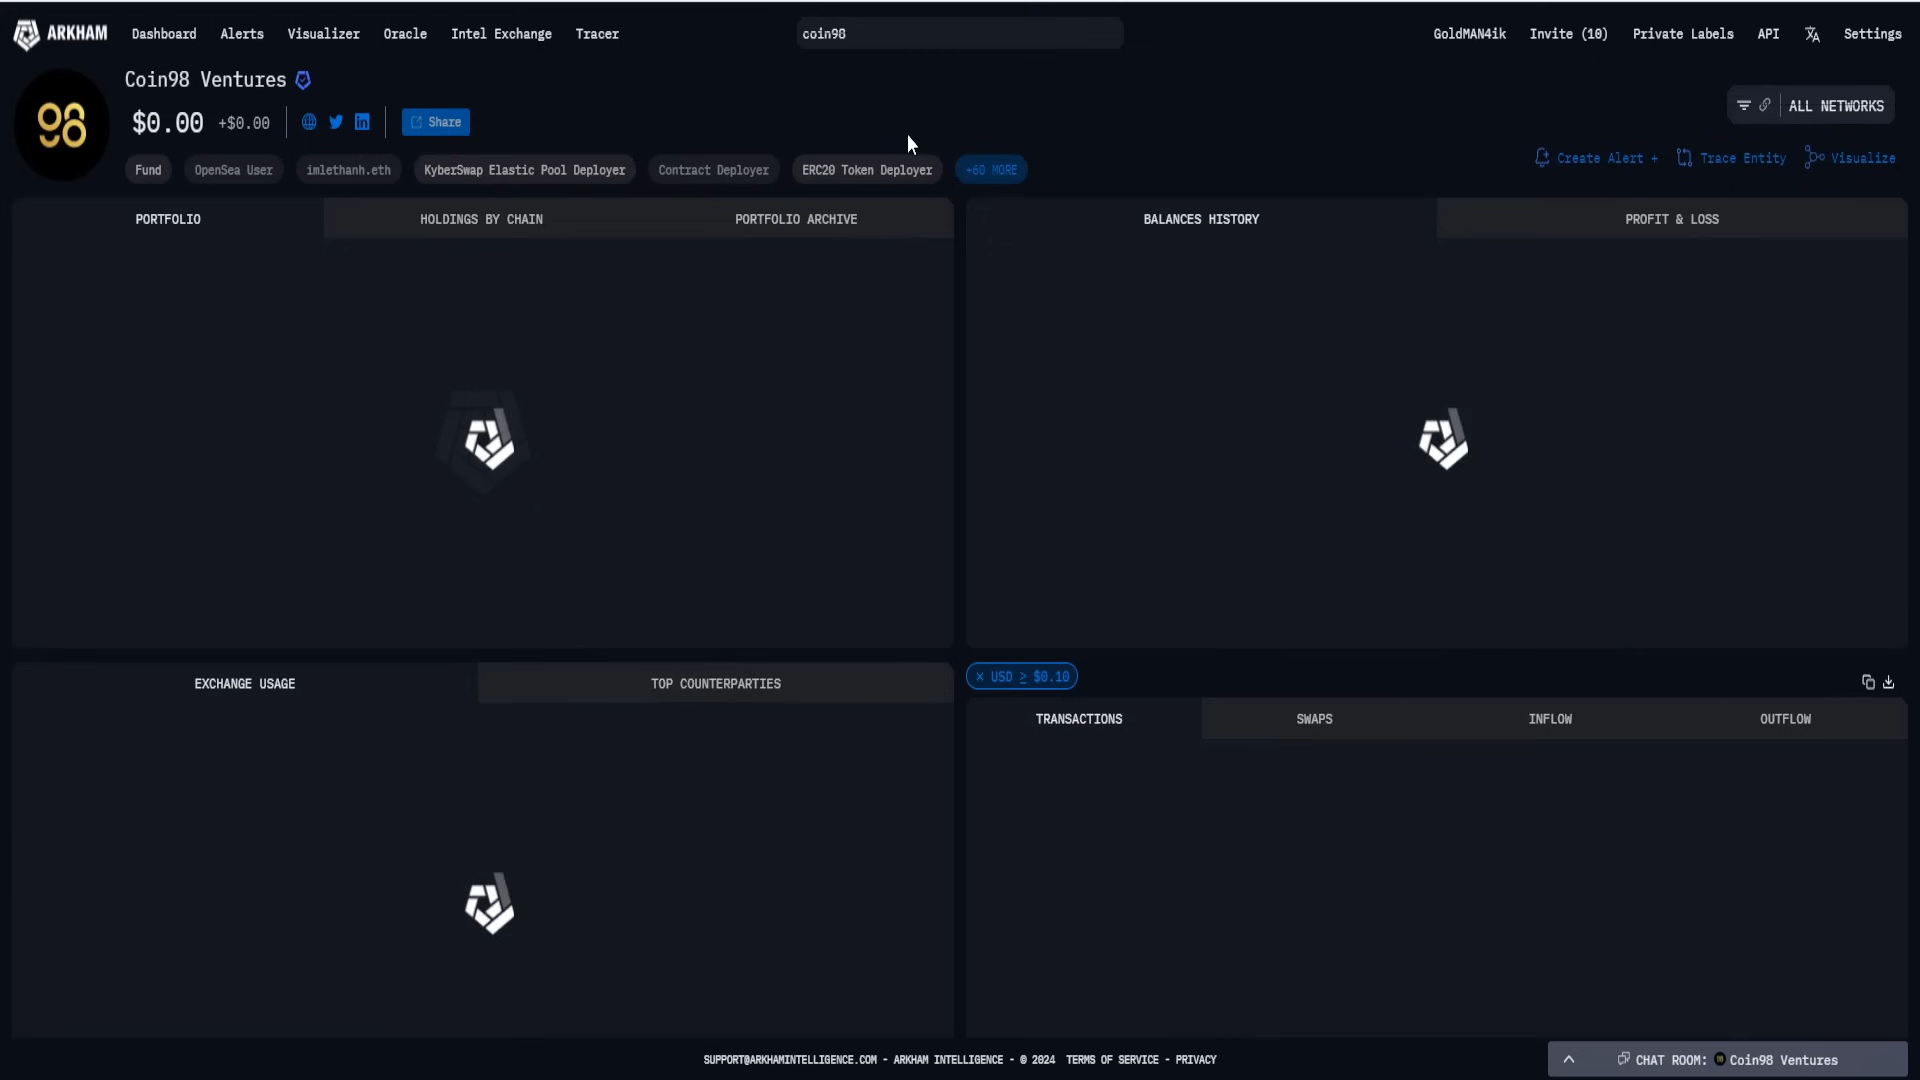 ARKHAM Dashboard Alerts Visualizer Oracle Intel Exchange Tracer coin98 GoldMAN4ik Invite (10) Private Labels API Settings
Coin98 Ventures
98
$0.00 +$0.00 Share
ALL NETWORKS
Create Alert + Trace Entity Visualize
Fund OpenSea User imlethanh.eth KyberSwap Elastic Pool Deployer Contract Deployer ERC20 Token Deployer +60 MORE
PORTFOLIO HOLDINGS BY CHAIN PORTFOLIO ARCHIVE BALANCES HISTORY PROFIT & LOSS
EXCHANGE USAGE TOP COUNTERPARTIES
× USD ≥ $0.10
TRANSACTIONS SWAPS INFLOW OUTFLOW
SUPPORT@ARKHAMINTELLIGENCE.COM - ARKHAM INTELLIGENCE - © 2024 TERMS OF SERVICE - PRIVACY
CHAT ROOM: Coin98 Ventures